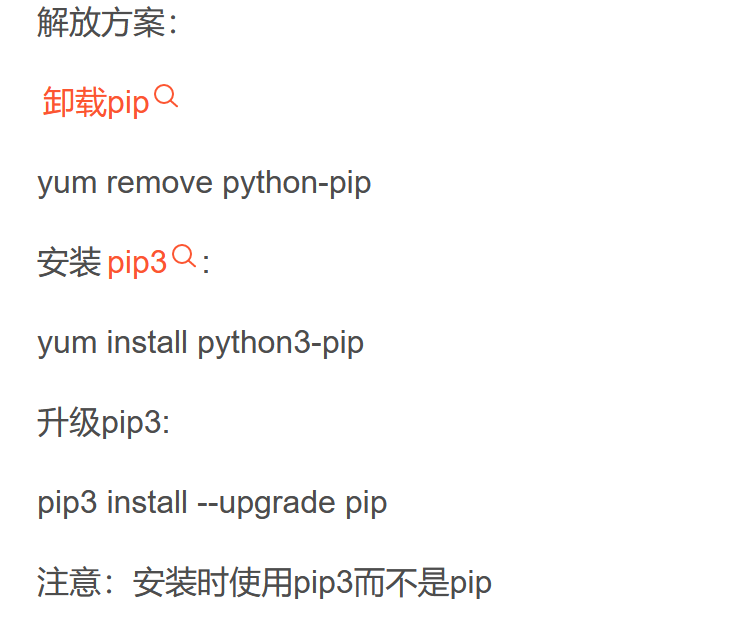 解放方案：
卸载pip
yum remove python-pip
安装 pip3 :
yum install python3-pip
升级pip3:
pip3 install --upgrade pip
注意：安装时使用pip3而不是pip